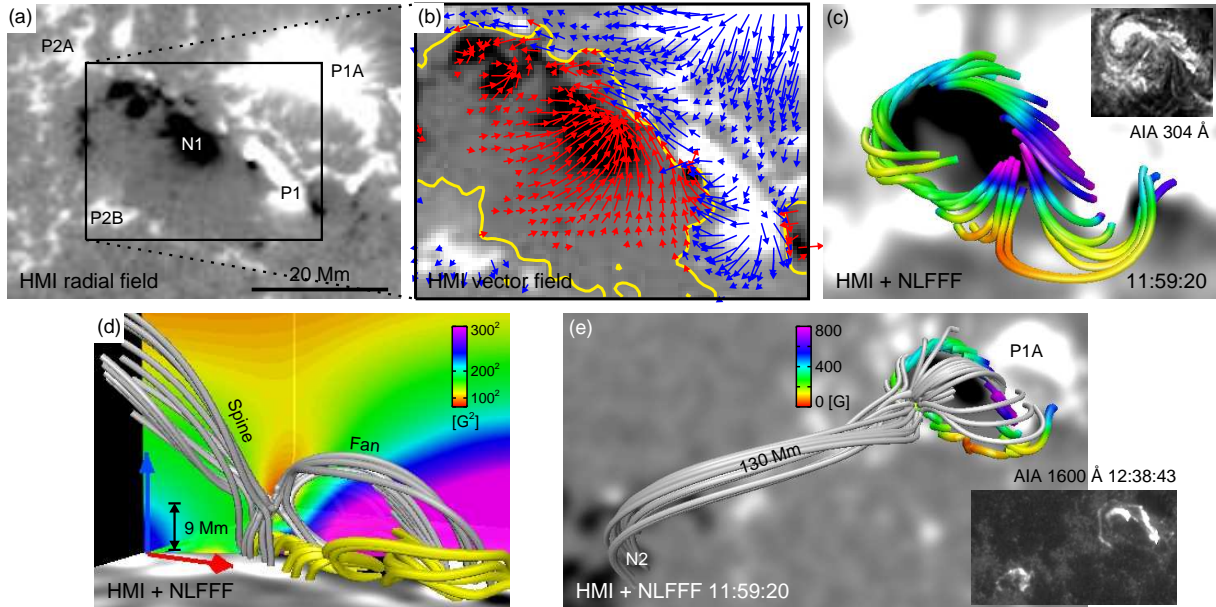 (a)
P2A
P1A
N1
P1
P2B
20 Mm
HMI radial field
(b)
HMI vector field
(c)
AIA 304 Å
HMI + NLFFF
11:59:20
(d)
300²
200²
100²
[G²]
Spine
Fan
9 Mm
HMI + NLFFF
(e)
800
400
0 [G]
P1A
130 Mm
AIA 1600 Å 12:38:43
N2
HMI + NLFFF 11:59:20